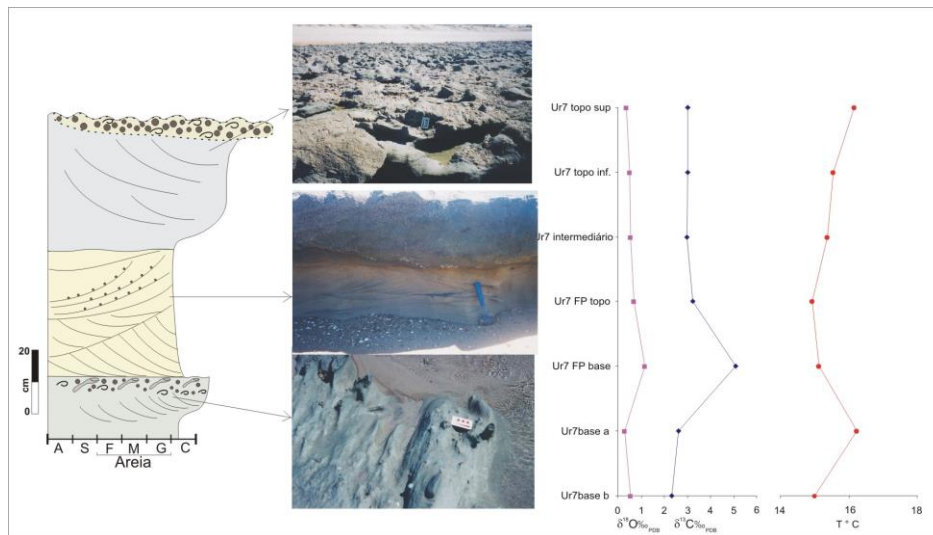 20
cm
0
A S F M G C
Areia
Ur7 topo sup
Ur7 topo inf.
Ur7 intermediário
Ur7 FP topo
Ur7 FP base
Ur7base a
Ur7base b
0 1 2 3 4 5 6
δ¹⁸O‰PDB δ¹³C‰PDB
14 16 18
T ° C